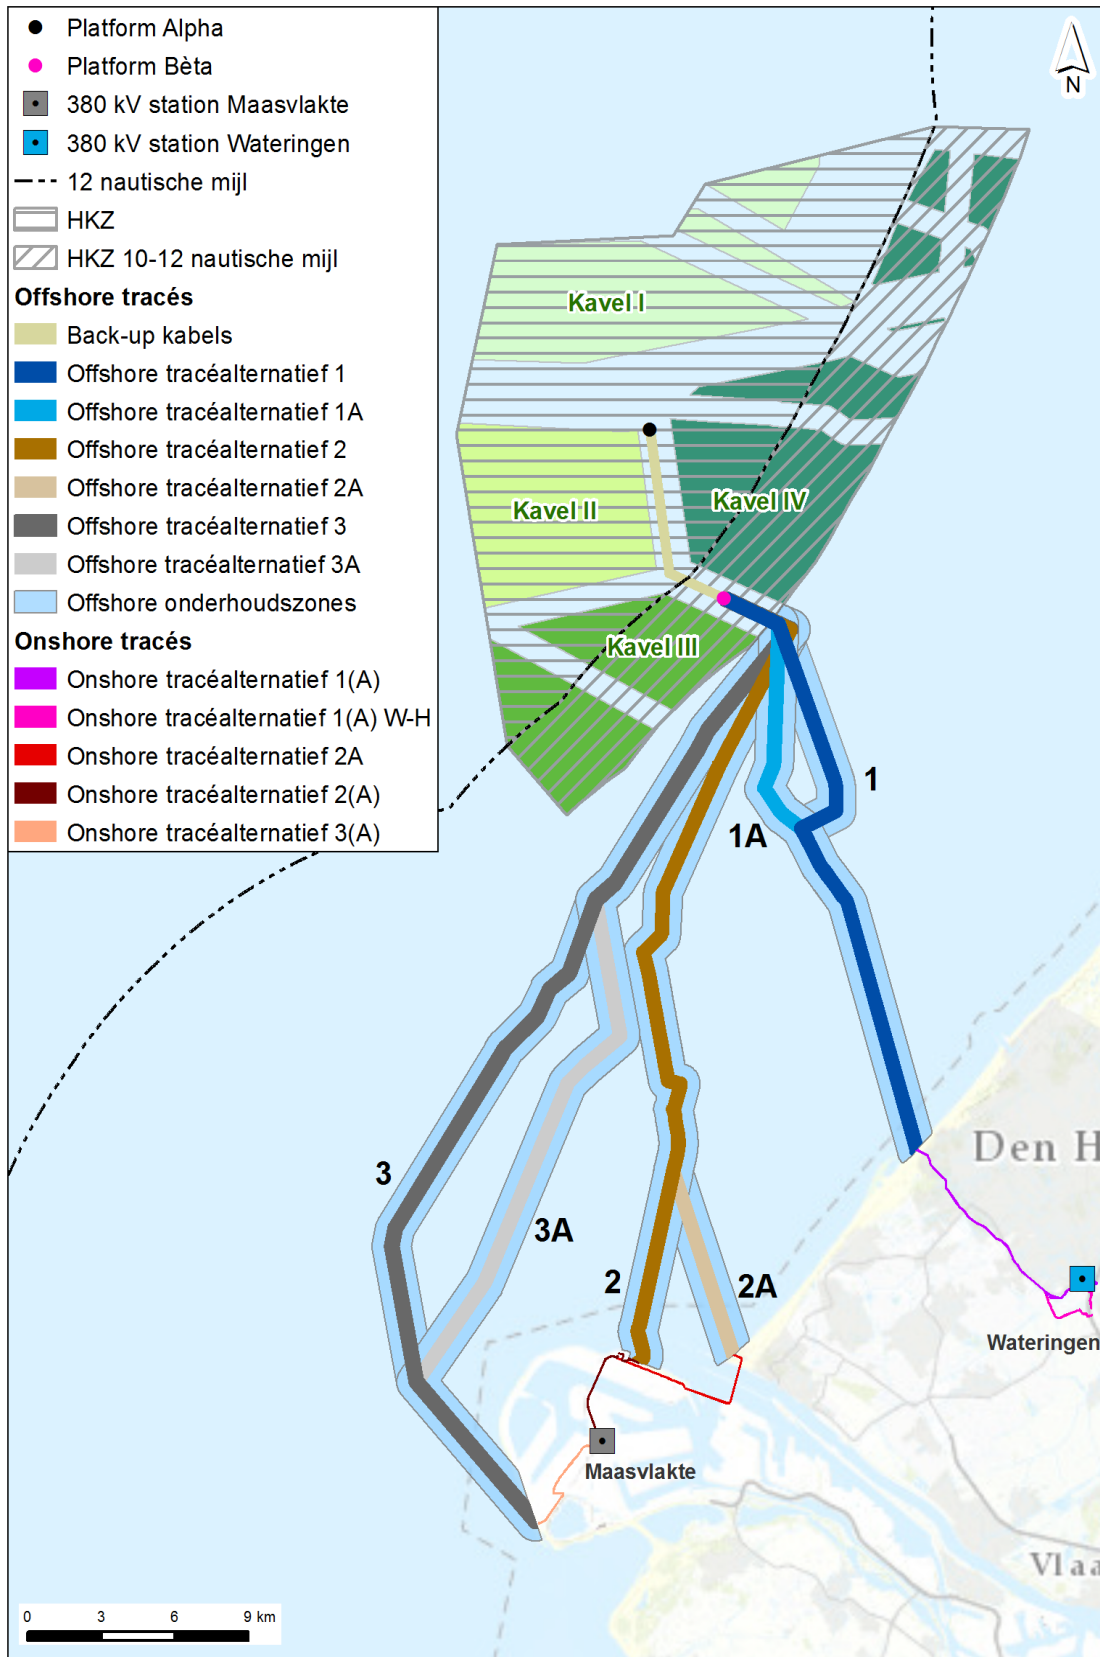 Platform Alpha
Platform Bèta
380 kV station Maasvlakte
380 kV station Wateringen
12 nautische mijl
HKZ
HKZ 10-12 nautische mijl
Offshore tracés
Back-up kabels
Offshore tracéalternatief 1
Offshore tracéalternatief 1A
Offshore tracéalternatief 2
Offshore tracéalternatief 2A
Offshore tracéalternatief 3
Offshore tracéalternatief 3A
Offshore onderhoudszones
Onshore tracés
Onshore tracéalternatief 1(A)
Onshore tracéalternatief 1(A) W-H
Onshore tracéalternatief 2A
Onshore tracéalternatief 2(A)
Onshore tracéalternatief 3(A)
N
Kavel I
Kavel II
Kavel IV
Kavel III
1
1A
Den H
3
3A
2
2A
Wateringen
Maasvlakte
Vlaa
0 3 6 9 km